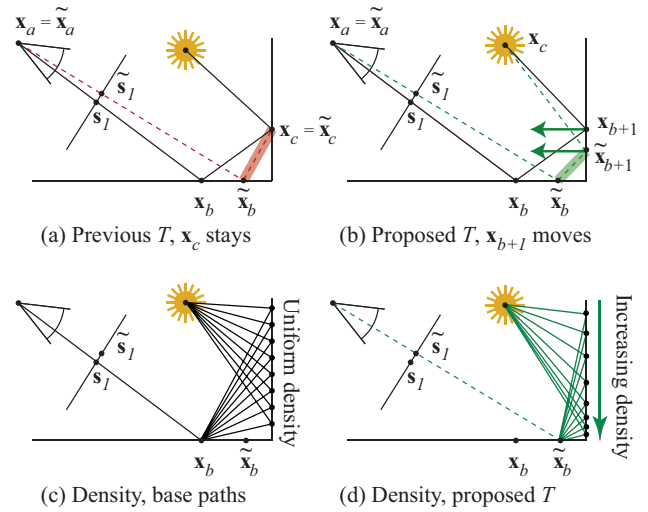 x_a = x̃_a
s̃_1
s_1
x_c = x̃_c
x_b
x̃_b
(a) Previous T, x_c stays
x_a = x̃_a
x_c
s̃_1
s_1
x_{b+1}
x̃_{b+1}
x_b
x̃_b
(b) Proposed T, x_{b+1} moves
s̃_1
s_1
Uniform density
x_b
x̃_b
(c) Density, base paths
s̃_1
s_1
Increasing density
x_b
x̃_b
(d) Density, proposed T